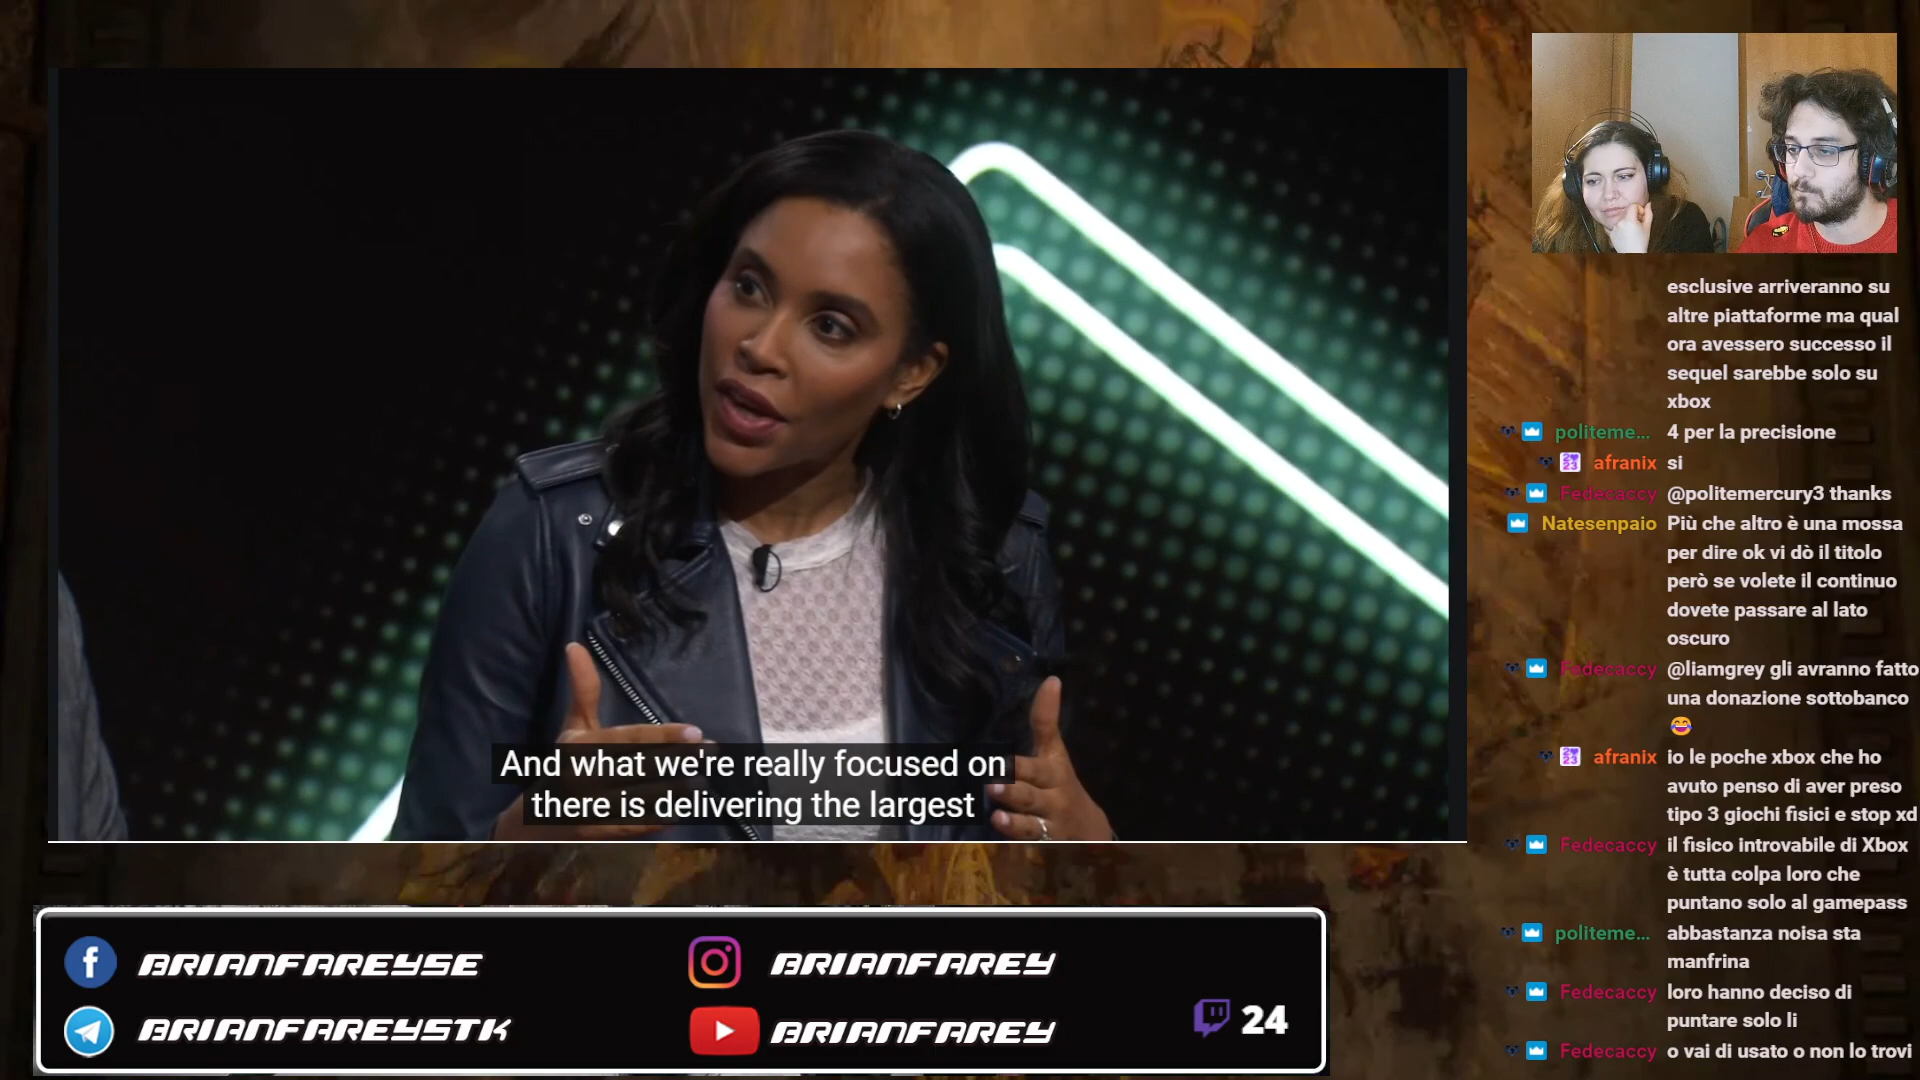 esclusive arriveranno su
altre piattaforme ma qual
ora avessero successo il
sequel sarebbe solo su
xbox
politeme... 4 per la precisione
afranix si
Fedecaccy @politemercury3 thanks
Natesenpaio Più che altro è una mossa
per dire ok vi dò il titolo
però se volete il continuo
dovete passare al lato
oscuro
Fedecaccy @liamgrey gli avranno fatto
una donazione sottobanco
😂
afranix io le poche xbox che ho
avuto penso di aver preso
tipo 3 giochi fisici e stop xd
Fedecaccy il fisico introvabile di Xbox
è tutta colpa loro che
puntano solo al gamepass
politeme... abbastanza noisa sta
manfrina
Fedecaccy loro hanno deciso di
puntare solo li
Fedecaccy o vai di usato o non lo trovi
And what we're really focused on
there is delivering the largest
BRIANFAREYSE
BRIANFAREY
BRIANFAREYSTK
BRIANFAREY
24